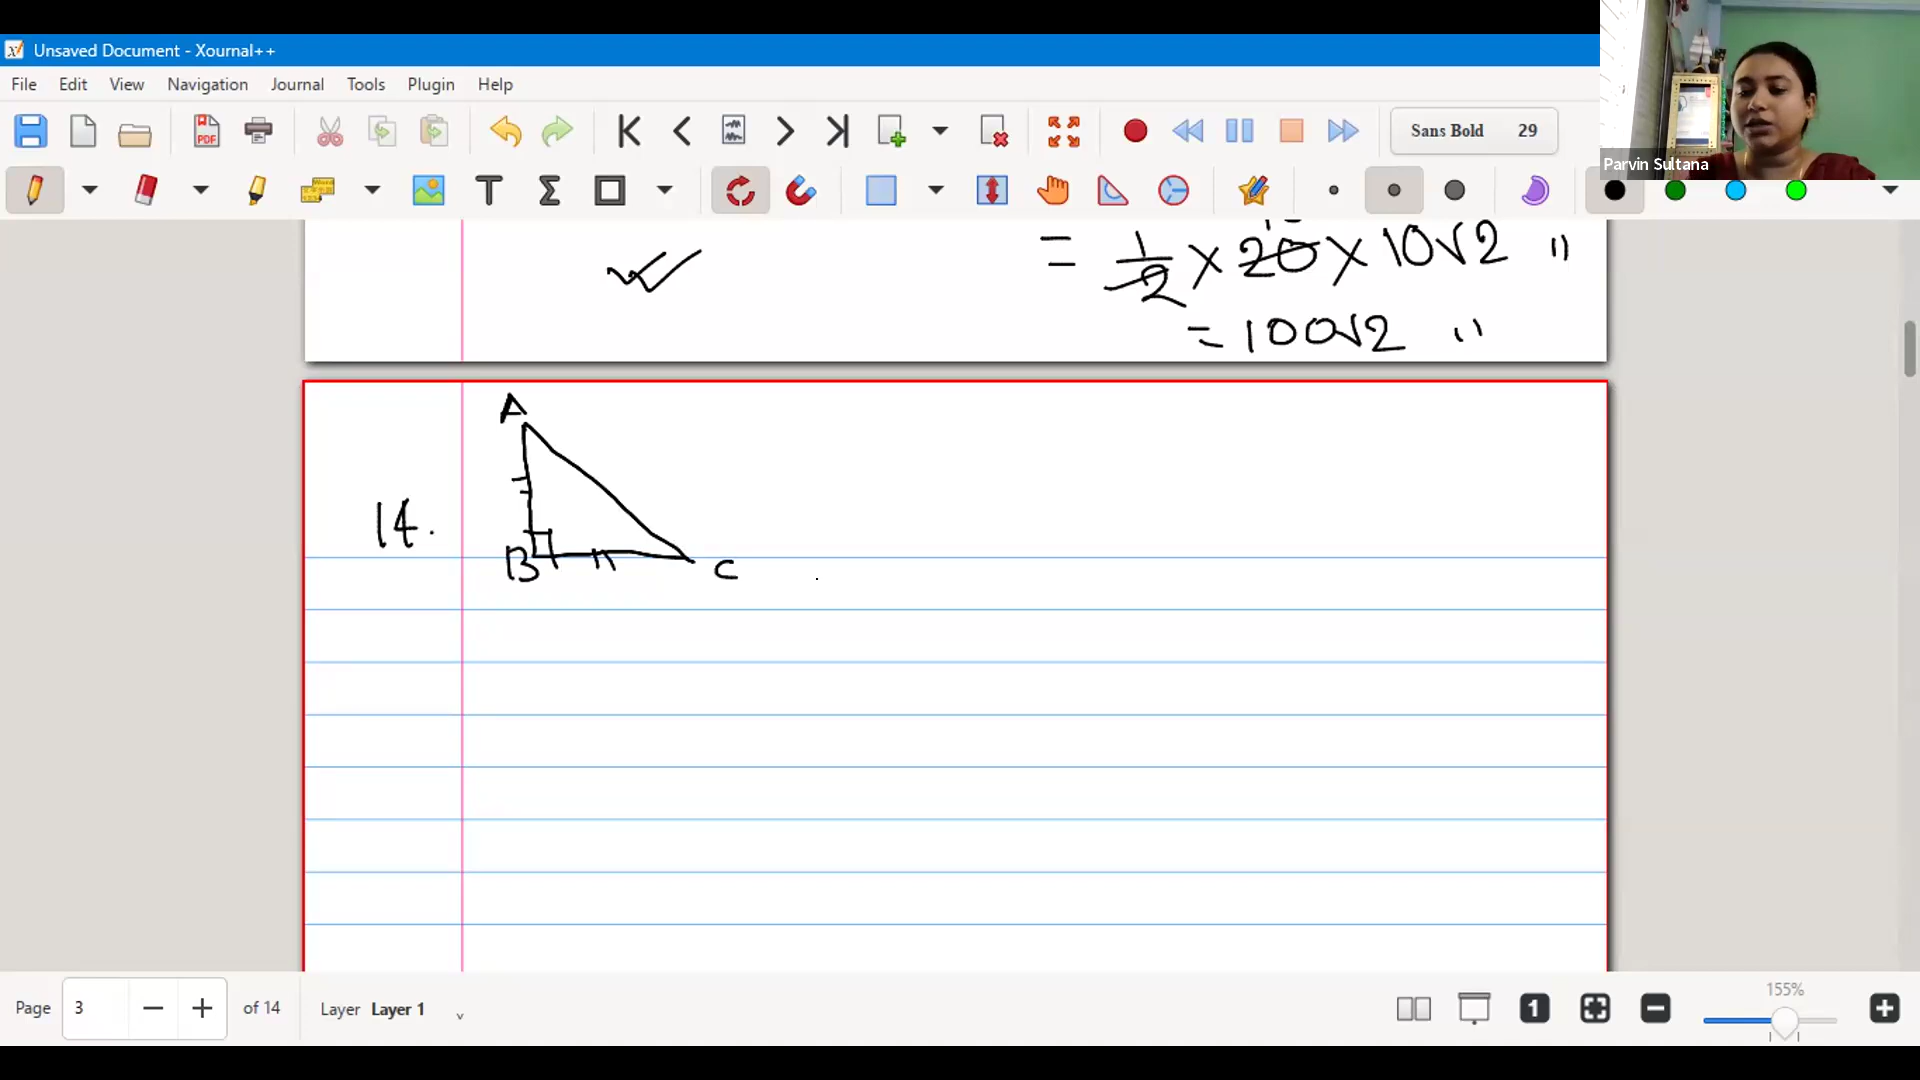 Unsaved Document - Xournal++
File Edit View Navigation Journal Tools Plugin Help
Sans Bold 29
Parvin Sultana
= 1/2 × 20 × 10√2 "
10
= 100√2 "
14.
A
B
C
Page 3 of 14 Layer Layer 1
155%